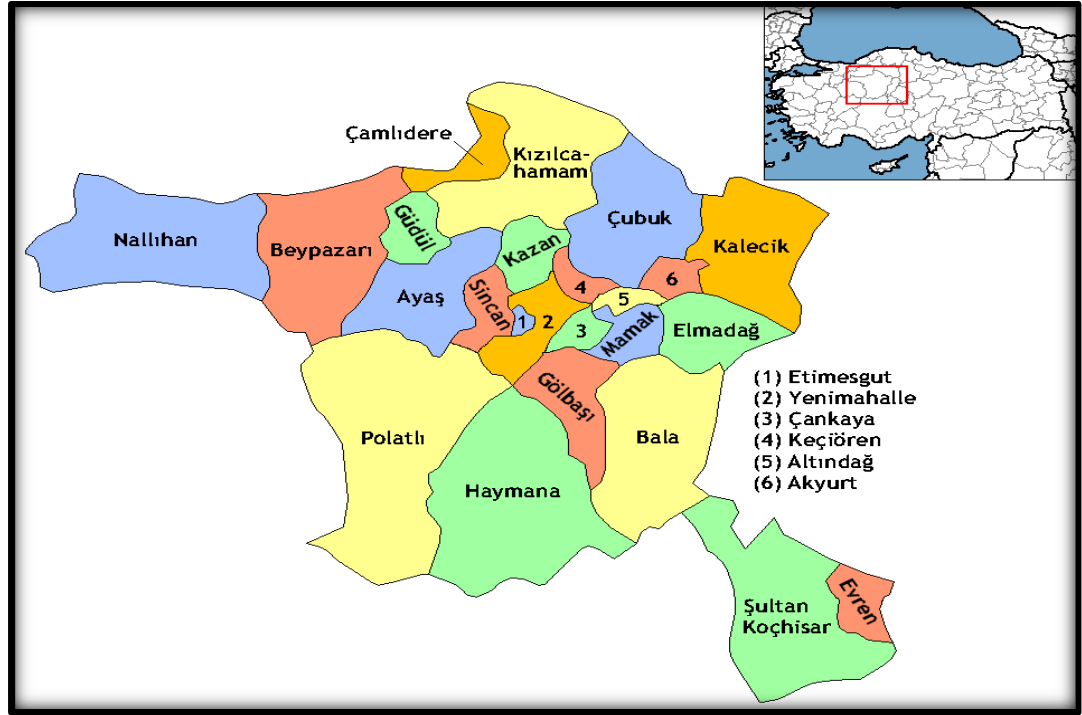 Çamlıdere
Kızılca-
hamam
Nallıhan
Beypazarı
Güdül
Çubuk
Kalecik
Kazan
Ayaş
Sincan
4
6
5
1
2
3
Mamak
Elmadağ
Gölbaşı
Polatlı
Bala
Haymana
(1) Etimesgut
(2) Yenimahalle
(3) Çankaya
(4) Keçiören
(5) Altındağ
(6) Akyurt
Şultan
Koçhisar
Evren